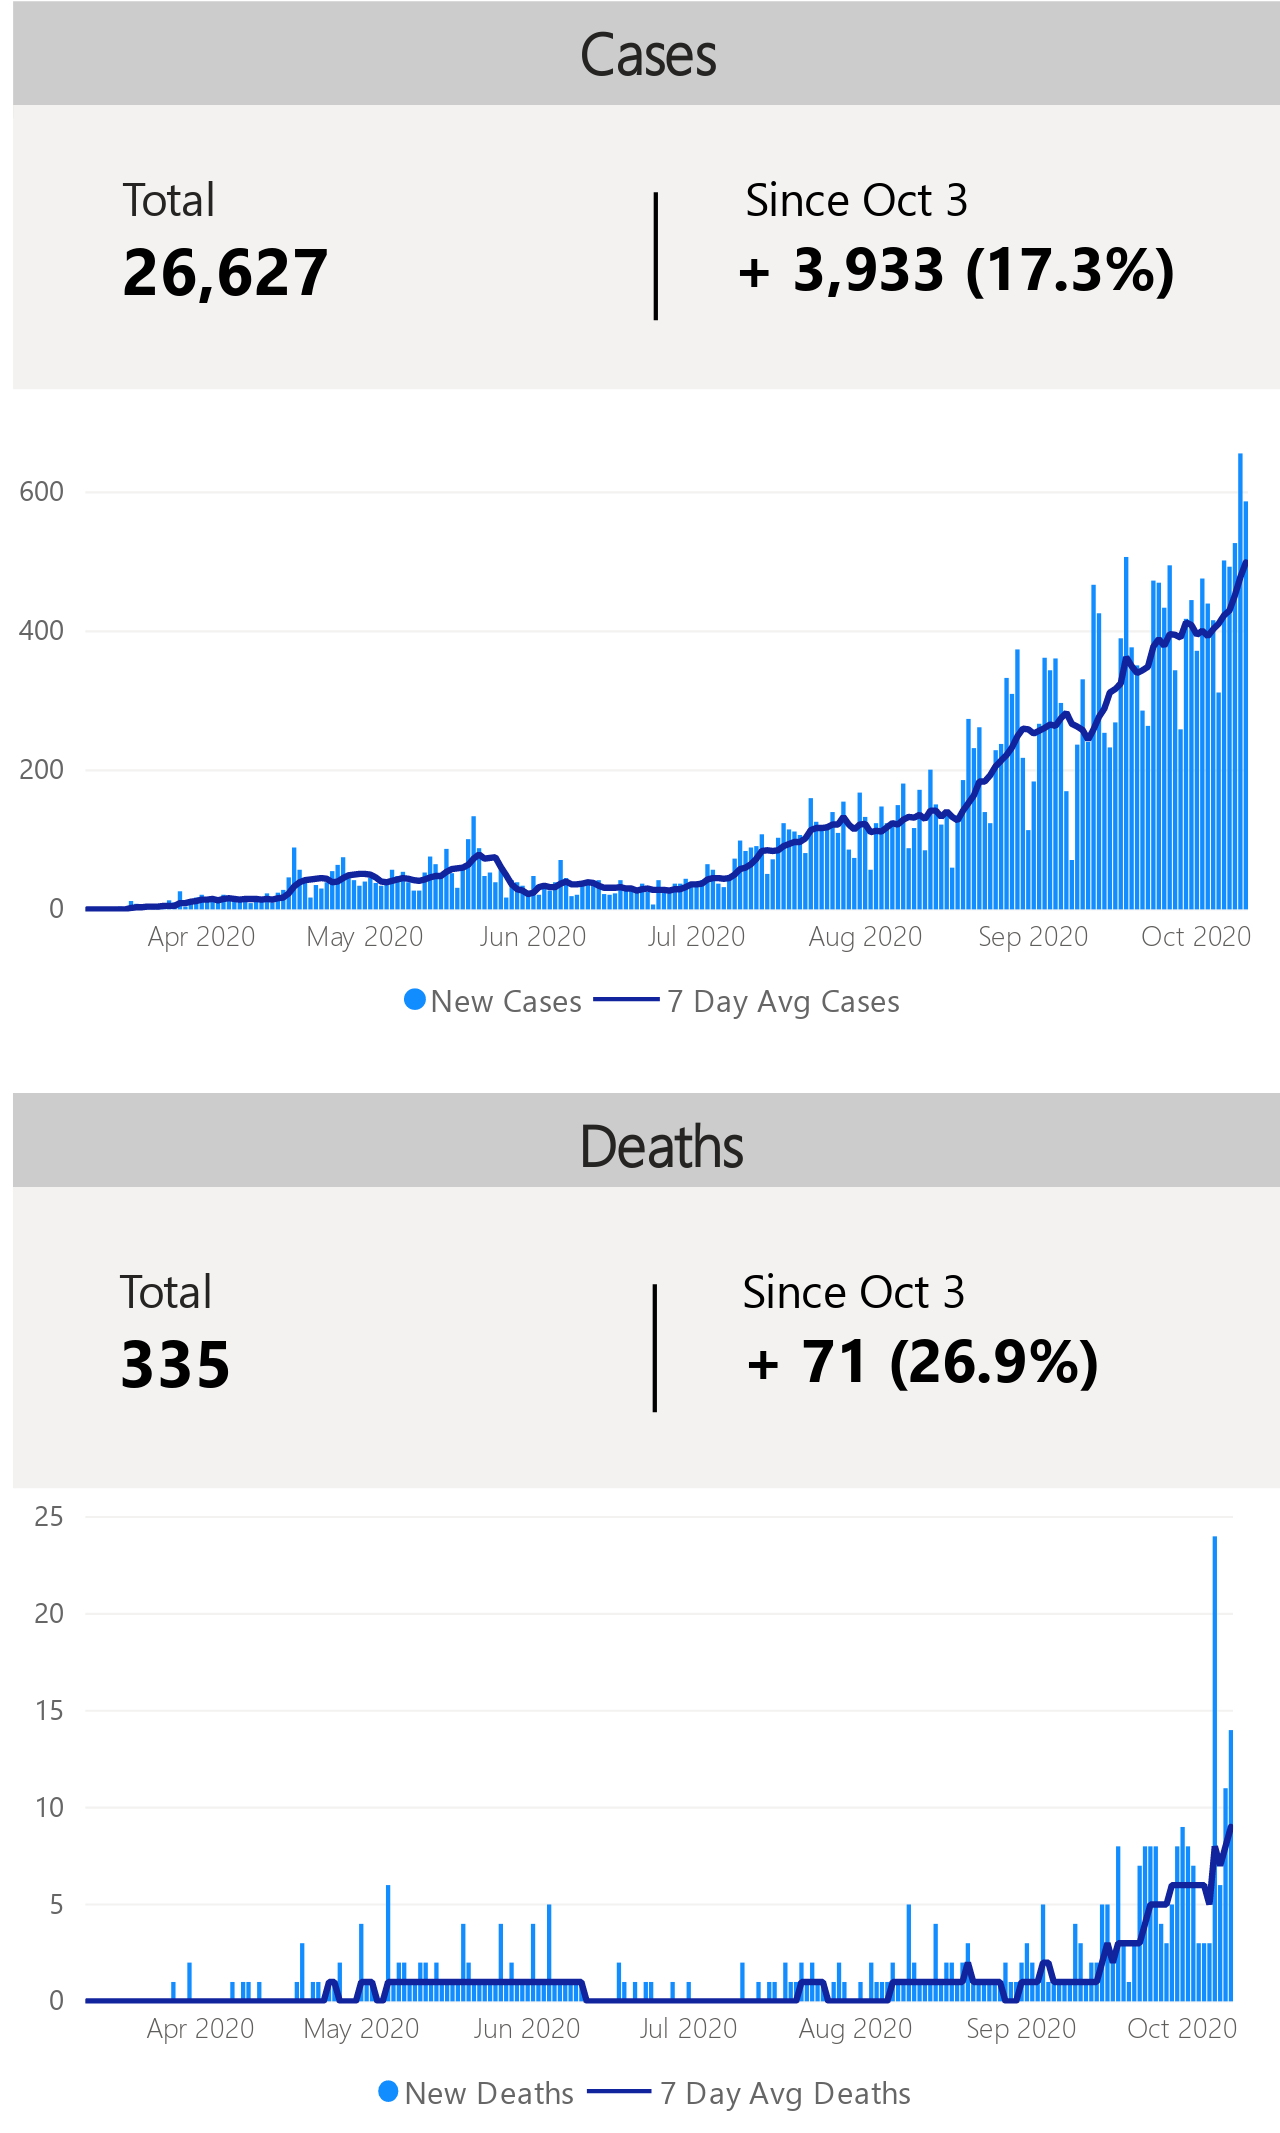 Cases
Total
Since Oct 3
26,627
+ 3,933 (17.3%)
600
400
200
0
Apr 2020 May 2020 Jun 2020 Jul 2020 Aug 2020 Sep 2020 Oct 2020
New Cases 7 Day Avg Cases
Deaths
Total
Since Oct 3
335
+ 71 (26.9%)
25
20
15
10
5
0
Apr 2020 May 2020 Jun 2020 Jul 2020 Aug 2020 Sep 2020 Oct 2020
New Deaths 7 Day Avg Deaths